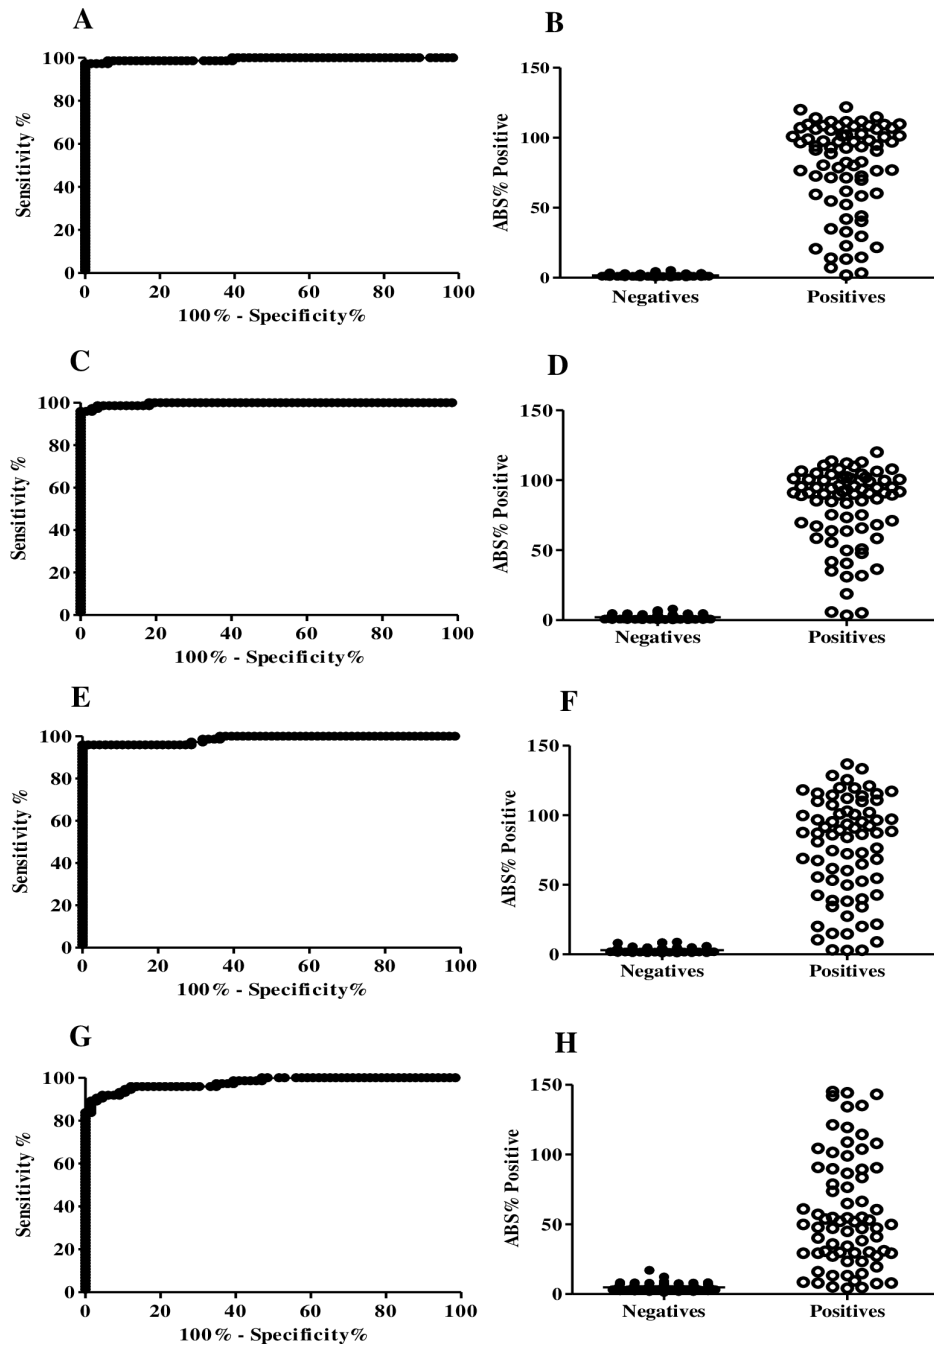 A
B
Sensitivity %
100
80
60
40
20
0
0 20 40 60 80 100
100% - Specificity%
ABS% Positive
150
100
50
0
Negatives Positives
C
D
Sensitivity %
100
80
60
40
20
0
0 20 40 60 80 100
100% - Specificity%
ABS% Positive
150
100
50
0
Negatives Positives
E
F
Sensitivity %
100
80
60
40
20
0
0 20 40 60 80 100
100% - Specificity%
ABS% Positive
150
100
50
0
Negatives Positives
G
H
Sensitivity %
100
80
60
40
20
0
0 20 40 60 80 100
100% - Specificity%
ABS% Positive
150
100
50
0
Negatives Positives